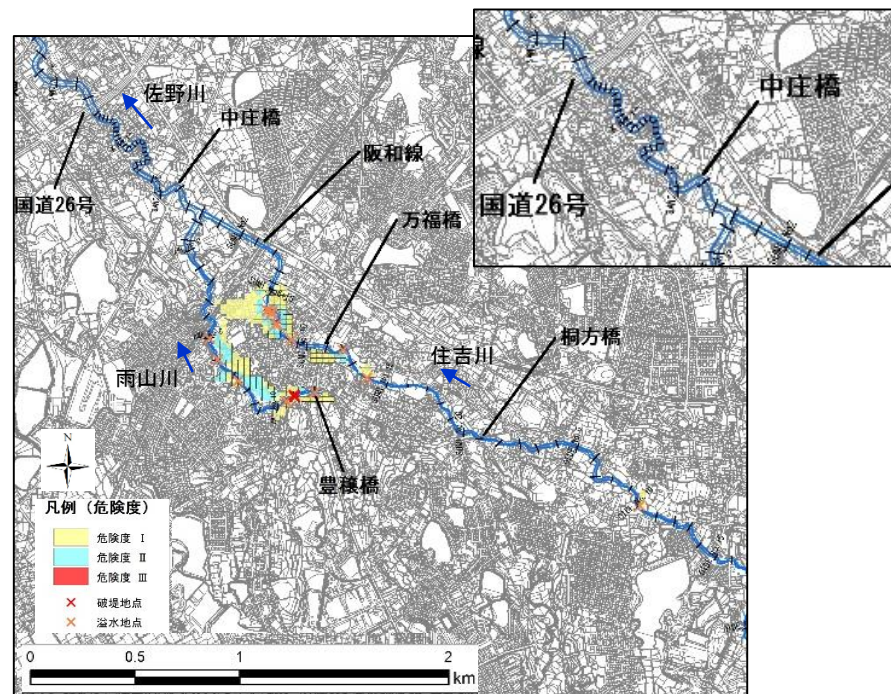 佐野川
中庄橋
国道26号
阪和線
万福橋
雨山川
住吉川
桐方橋
豊穣橋
N
凡例（危険度）
危険度 Ⅰ
危険度 Ⅱ
危険度 Ⅲ
破堤地点
溢水地点
0 0.5 1 2
km
中庄橋
国道26号